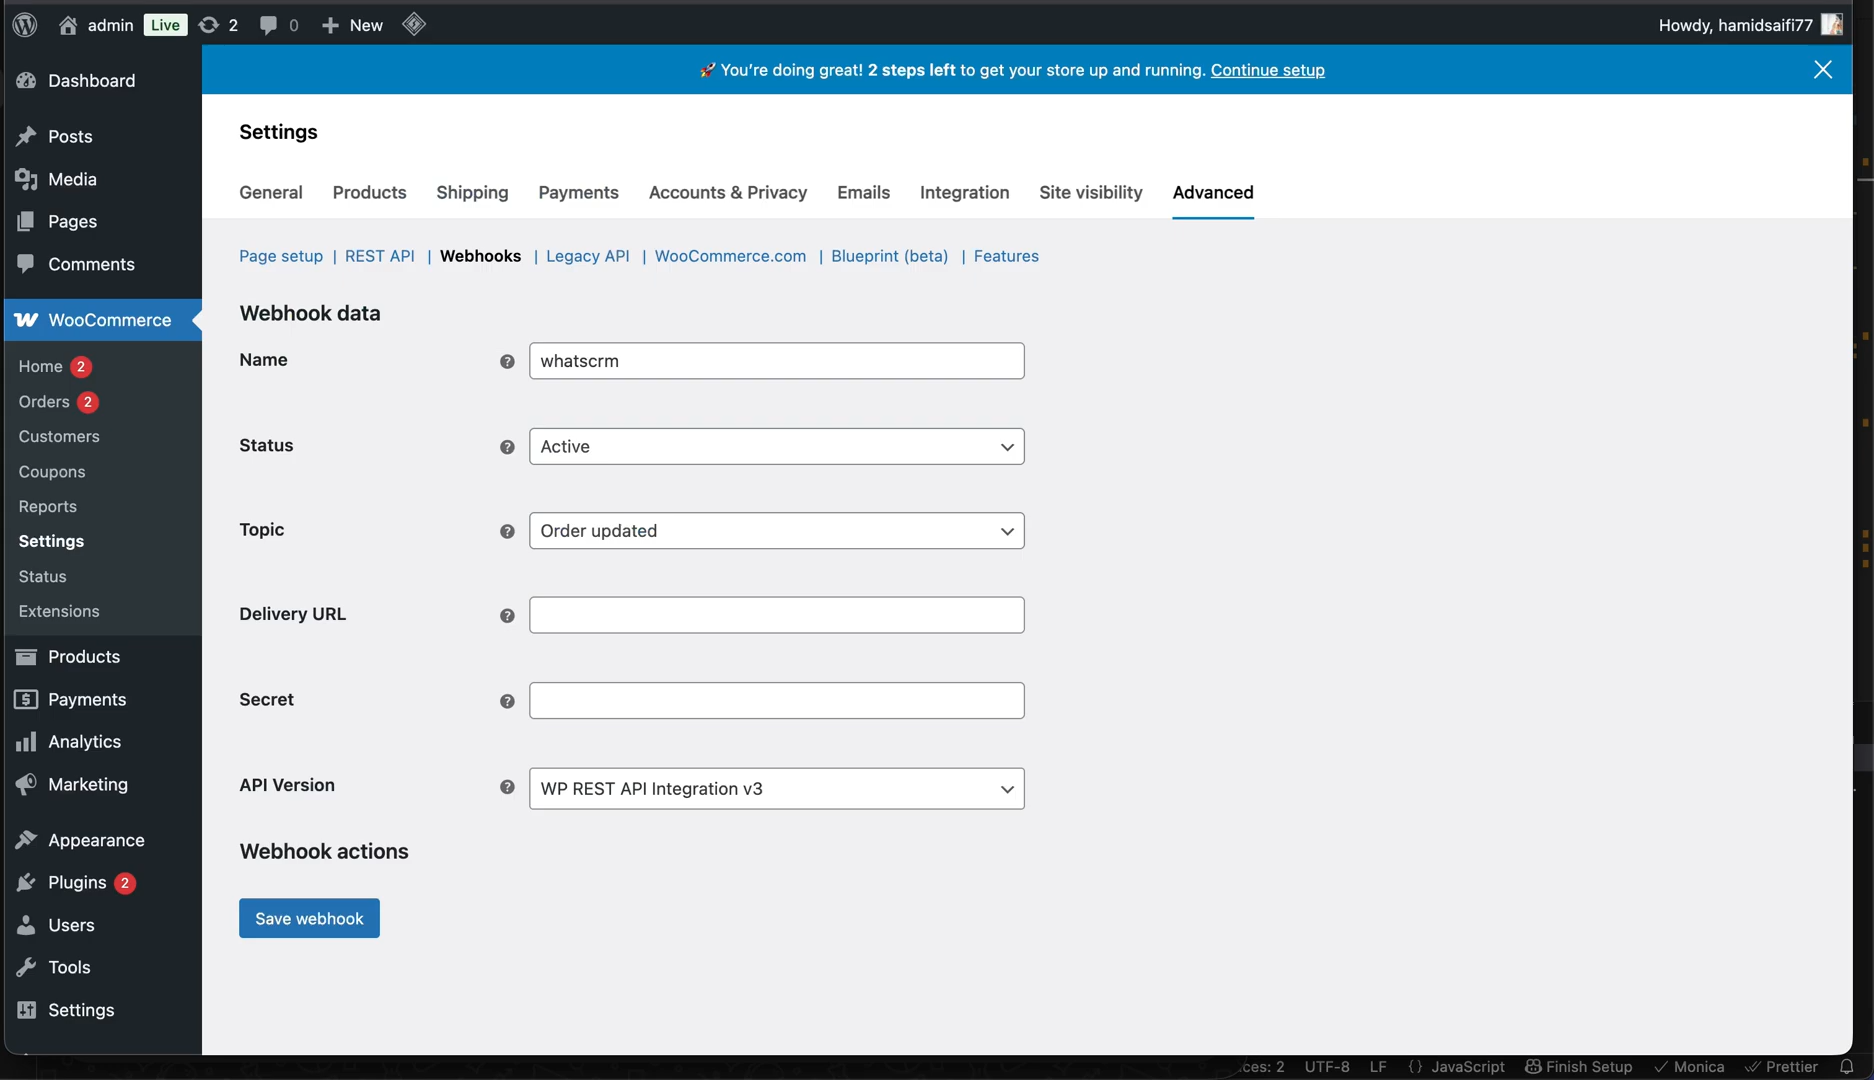 admin Live 2 0 New
Howdy, hamidsaifi77
🚀 You're doing great! 2 steps left to get your store up and running. Continue setup
Dashboard
Posts
Media
Pages
Comments
WooCommerce
Home 2
Orders 2
Customers
Coupons
Reports
Settings
Status
Extensions
Products
Payments
Analytics
Marketing
Appearance
Plugins 2
Users
Tools
Settings
Settings
General Products Shipping Payments Accounts & Privacy Emails Integration Site visibility Advanced
Page setup | REST API | Webhooks | Legacy API | WooCommerce.com | Blueprint (beta) | Features
Webhook data
Name whatscrm
Status Active
Topic Order updated
Delivery URL
Secret
API Version WP REST API Integration v3
Webhook actions
Save webhook
ces: 2 UTF-8 LF {} JavaScript Finish Setup ✓ Monica Prettier